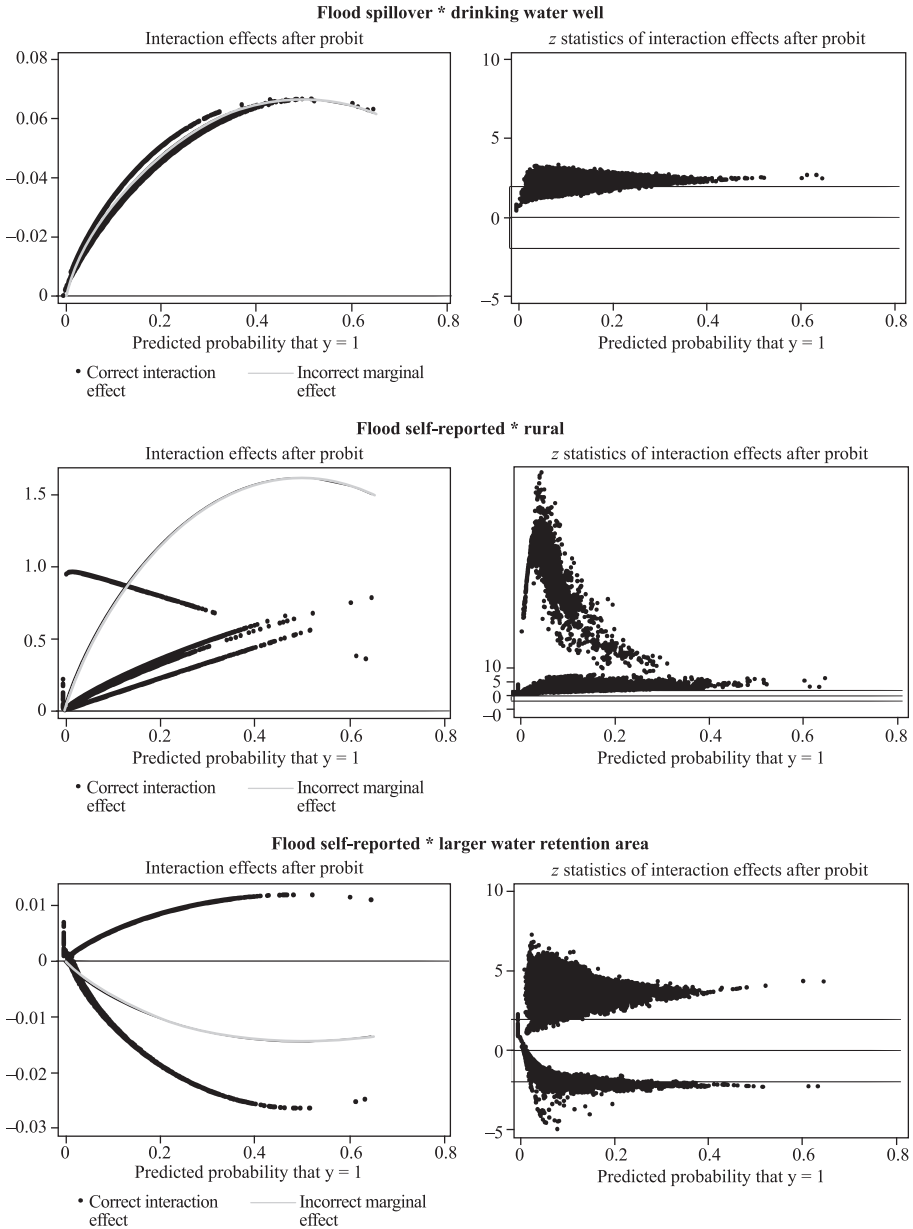 Flood spillover * drinking water well
Interaction effects after probit
z statistics of interaction effects after probit
0.08
0.06
–0.04
–0.02
0
0
0.2
0.4
0.6
0.8
Predicted probability that y = 1
10
5
0
–5
0
0.2
0.4
0.6
0.8
Predicted probability that y = 1
Correct interaction
effect
Incorrect marginal
effect
Flood self-reported * rural
Interaction effects after probit
z statistics of interaction effects after probit
1.5
1.0
0.5
0
0
0.2
0.4
0.6
0.8
Predicted probability that y = 1
10
5
0
–0
0
0.2
0.4
0.6
0.8
Predicted probability that y = 1
Correct interaction
effect
Incorrect marginal
effect
Flood self-reported * larger water retention area
Interaction effects after probit
z statistics of interaction effects after probit
0.01
0
–0.01
–0.02
–0.03
0
0.2
0.4
0.6
0.8
Predicted probability that y = 1
10
5
0
–5
0
0.2
0.4
0.6
0.8
Predicted probability that y = 1
Correct interaction
effect
Incorrect marginal
effect